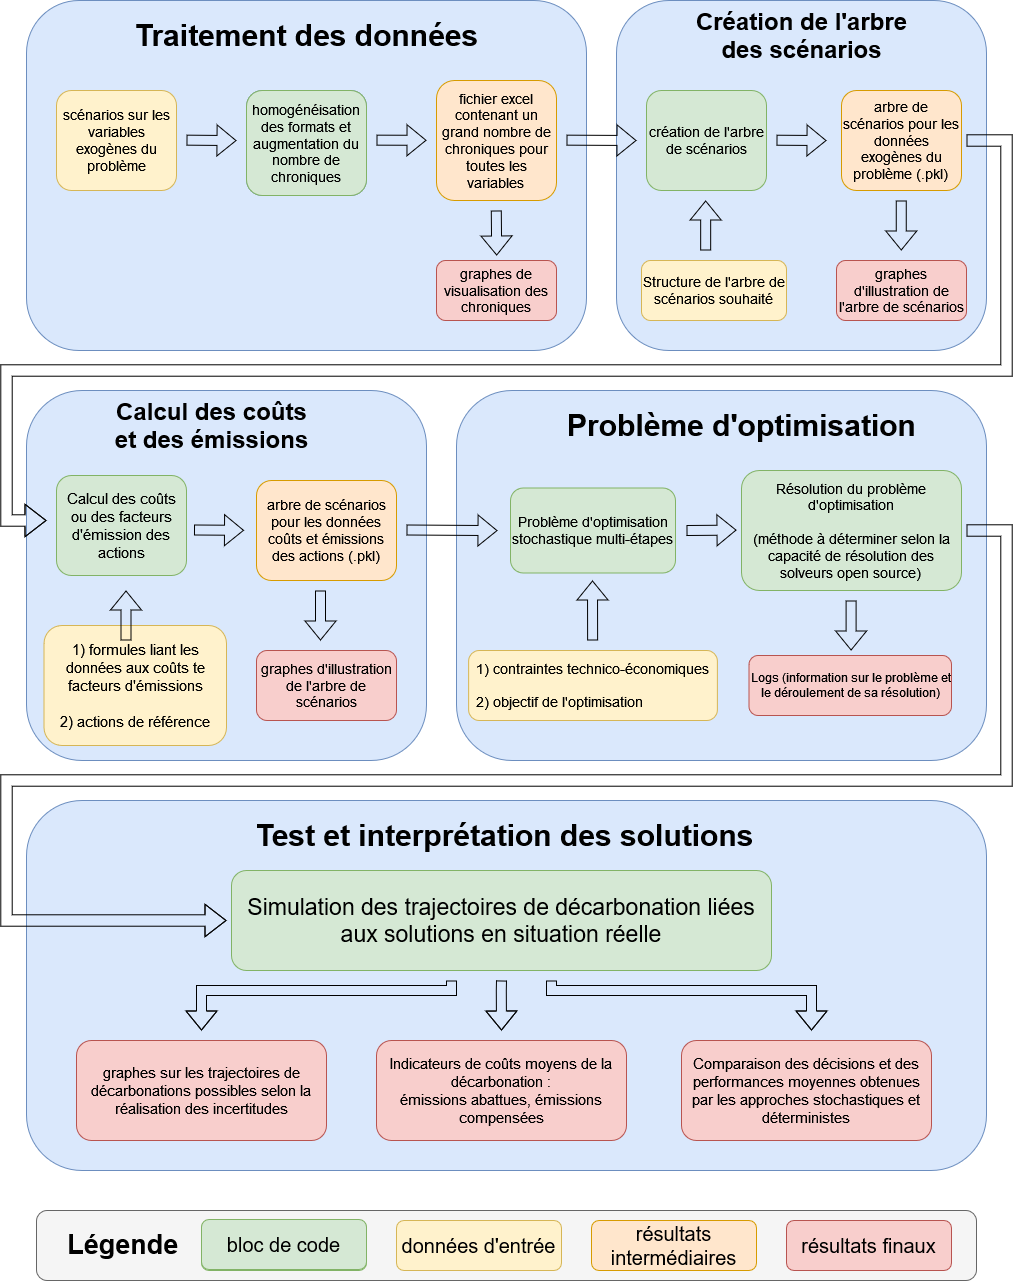 Traitement des données
scénarios sur les
variables
exogènes du
problème
homogénéisation
des formats et
augmentation du
nombre de
chroniques
fichier excel
contenant un
grand nombre de
chroniques pour
toutes les
variables
graphes de
visualisation des
chroniques
Création de l'arbre
des scénarios
création de l'arbre
de scénarios
arbre de
scénarios pour les
données
exogènes du
problème (.pkl)
Structure de l'arbre de
scénarios souhaité
graphes
d'illustration de
l'arbre de scénarios
Calcul des coûts
et des émissions
Calcul des coûts
ou des facteurs
d'émission des
actions
arbre de scénarios
pour les données
coûts et émissions
des actions (.pkl)
1) formules liant les
données aux coûts te
facteurs d'émissions
2) actions de référence
graphes d'illustration
de l'arbre de
scénarios
Problème d'optimisation
Problème d'optimisation
stochastique multi-étapes
Résolution du problème
d'optimisation
(méthode à déterminer selon la
capacité de résolution des
solveurs open source)
1) contraintes technico-économiques
2) objectif de l'optimisation
Logs (information sur le problème et
le déroulement de sa résolution)
Test et interprétation des solutions
Simulation des trajectoires de décarbonation liées
aux solutions en situation réelle
graphes sur les trajectoires de
décarbonations possibles selon la
réalisation des incertitudes
Indicateurs de coûts moyens de la
décarbonation :
émissions abattues, émissions
compensées
Comparaison des décisions et des
performances moyennes obtenues
par les approches stochastiques et
déterministes
Légende
bloc de code
données d'entrée
résultats
intermédiaires
résultats finaux